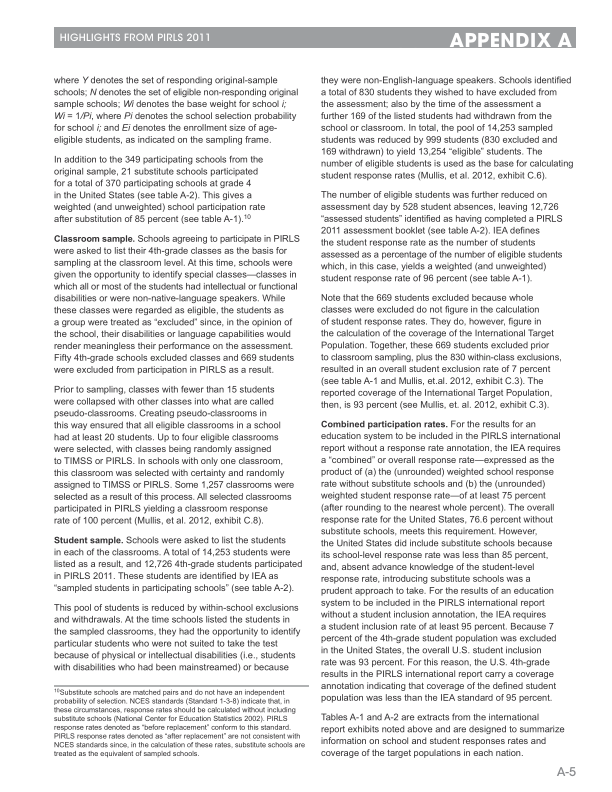 HIGHLIGHTS FROM PIRLS 2011
APPENDIX A
where Y denotes the set of responding original-sample
schools; N denotes the set of eligible non-responding original
sample schools; Wi denotes the base weight for school i;
Wi = 1/Pi, where Pi denotes the school selection probability
for school i; and Ei denotes the enrollment size of age-
eligible students, as indicated on the sampling frame.
In addition to the 349 participating schools from the
original sample, 21 substitute schools participated
for a total of 370 participating schools at grade 4
in the United States (see table A-2). This gives a
weighted (and unweighted) school participation rate
after substitution of 85 percent (see table A-1).10
Classroom sample. Schools agreeing to participate in PIRLS
were asked to list their 4th-grade classes as the basis for
sampling at the classroom level. At this time, schools were
given the opportunity to identify special classes—classes in
which all or most of the students had intellectual or functional
disabilities or were non-native-language speakers. While
these classes were regarded as eligible, the students as
a group were treated as “excluded” since, in the opinion of
the school, their disabilities or language capabilities would
render meaningless their performance on the assessment.
Fifty 4th-grade schools excluded classes and 669 students
were excluded from participation in PIRLS as a result.
Prior to sampling, classes with fewer than 15 students
were collapsed with other classes into what are called
pseudo-classrooms. Creating pseudo-classrooms in
this way ensured that all eligible classrooms in a school
had at least 20 students. Up to four eligible classrooms
were selected, with classes being randomly assigned
to TIMSS or PIRLS. In schools with only one classroom,
this classroom was selected with certainty and randomly
assigned to TIMSS or PIRLS. Some 1,257 classrooms were
selected as a result of this process. All selected classrooms
participated in PIRLS yielding a classroom response
rate of 100 percent (Mullis, et al. 2012, exhibit C.8).
Student sample. Schools were asked to list the students
in each of the classrooms. A total of 14,253 students were
listed as a result, and 12,726 4th-grade students participated
in PIRLS 2011. These students are identified by IEA as
“sampled students in participating schools” (see table A-2).
This pool of students is reduced by within-school exclusions
and withdrawals. At the time schools listed the students in
the sampled classrooms, they had the opportunity to identify
particular students who were not suited to take the test
because of physical or intellectual disabilities (i.e., students
with disabilities who had been mainstreamed) or because
10Substitute schools are matched pairs and do not have an independent
probability of selection. NCES standards (Standard 1-3-8) indicate that, in
these circumstances, response rates should be calculated without including
substitute schools (National Center for Education Statistics 2002). PIRLS
response rates denoted as “before replacement” conform to this standard.
PIRLS response rates denoted as “after replacement” are not consistent with
NCES standards since, in the calculation of these rates, substitute schools are
treated as the equivalent of sampled schools.
they were non-English-language speakers. Schools identified
a total of 830 students they wished to have excluded from
the assessment; also by the time of the assessment a
further 169 of the listed students had withdrawn from the
school or classroom. In total, the pool of 14,253 sampled
students was reduced by 999 students (830 excluded and
169 withdrawn) to yield 13,254 “eligible” students. The
number of eligible students is used as the base for calculating
student response rates (Mullis, et al. 2012, exhibit C.6).
The number of eligible students was further reduced on
assessment day by 528 student absences, leaving 12,726
“assessed students” identified as having completed a PIRLS
2011 assessment booklet (see table A-2). IEA defines
the student response rate as the number of students
assessed as a percentage of the number of eligible students
which, in this case, yields a weighted (and unweighted)
student response rate of 96 percent (see table A-1).
Note that the 669 students excluded because whole
classes were excluded do not figure in the calculation
of student response rates. They do, however, figure in
the calculation of the coverage of the International Target
Population. Together, these 669 students excluded prior
to classroom sampling, plus the 830 within-class exclusions,
resulted in an overall student exclusion rate of 7 percent
(see table A-1 and Mullis, et.al. 2012, exhibit C.3). The
reported coverage of the International Target Population,
then, is 93 percent (see Mullis, et. al. 2012, exhibit C.3).
Combined participation rates. For the results for an
education system to be included in the PIRLS international
report without a response rate annotation, the IEA requires
a “combined” or overall response rate—expressed as the
product of (a) the (unrounded) weighted school response
rate without substitute schools and (b) the (unrounded)
weighted student response rate—of at least 75 percent
(after rounding to the nearest whole percent). The overall
response rate for the United States, 76.6 percent without
substitute schools, meets this requirement. However,
the United States did include substitute schools because
its school-level response rate was less than 85 percent,
and, absent advance knowledge of the student-level
response rate, introducing substitute schools was a
prudent approach to take. For the results of an education
system to be included in the PIRLS international report
without a student inclusion annotation, the IEA requires
a student inclusion rate of at least 95 percent. Because 7
percent of the 4th-grade student population was excluded
in the United States, the overall U.S. student inclusion
rate was 93 percent. For this reason, the U.S. 4th-grade
results in the PIRLS international report carry a coverage
annotation indicating that coverage of the defined student
population was less than the IEA standard of 95 percent.
Tables A-1 and A-2 are extracts from the international
report exhibits noted above and are designed to summarize
information on school and student responses rates and
coverage of the target populations in each nation.
A-5